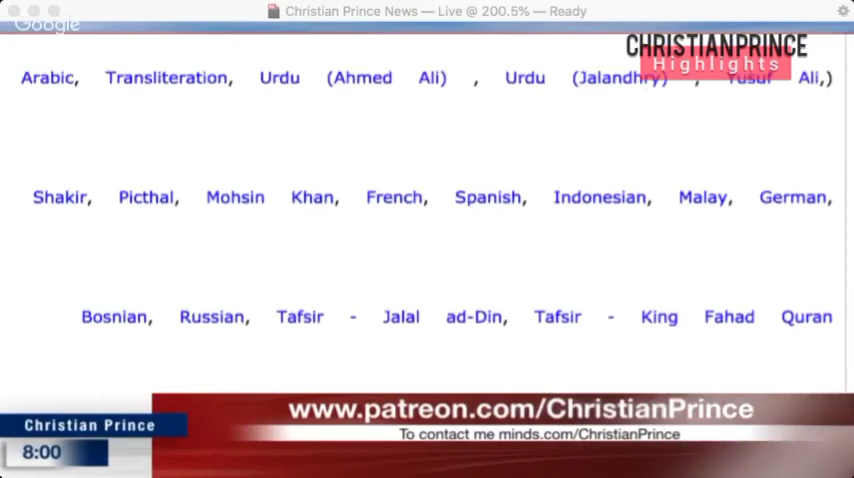 Christian Prince News — Live @ 200.5% — Ready
Google
CHRISTIANPRINCE
Highlights
Arabic, Transliteration, Urdu (Ahmed Ali) , Urdu (Jalandhry) , Yusuf Ali,)
Shakir, Picthal, Mohsin Khan, French, Spanish, Indonesian, Malay, German,
Bosnian, Russian, Tafsir - Jalal ad-Din, Tafsir - King Fahad Quran
www.patreon.com/ChristianPrince
To contact me minds.com/ChristianPrince
Christian Prince
8:00